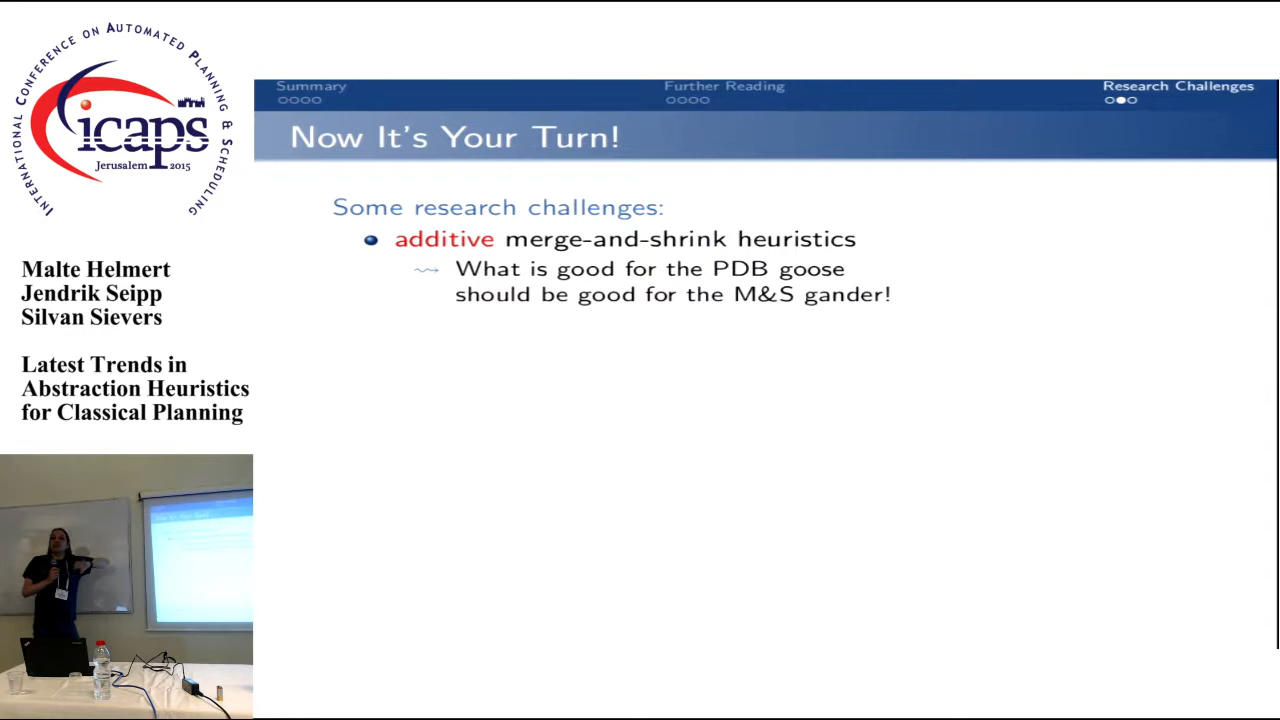 INTERNATIONAL CONFERENCE ON AUTOMATED PLANNING & SCHEDULING
icaps
Jerusalem 2015
Malte Helmert
Jendrik Seipp
Silvan Sievers
Latest Trends in
Abstraction Heuristics
for Classical Planning
Summary
Further Reading
Research Challenges
Now It's Your Turn!
Some research challenges:
additive merge-and-shrink heuristics
⇝ What is good for the PDB goose
should be good for the M&S gander!